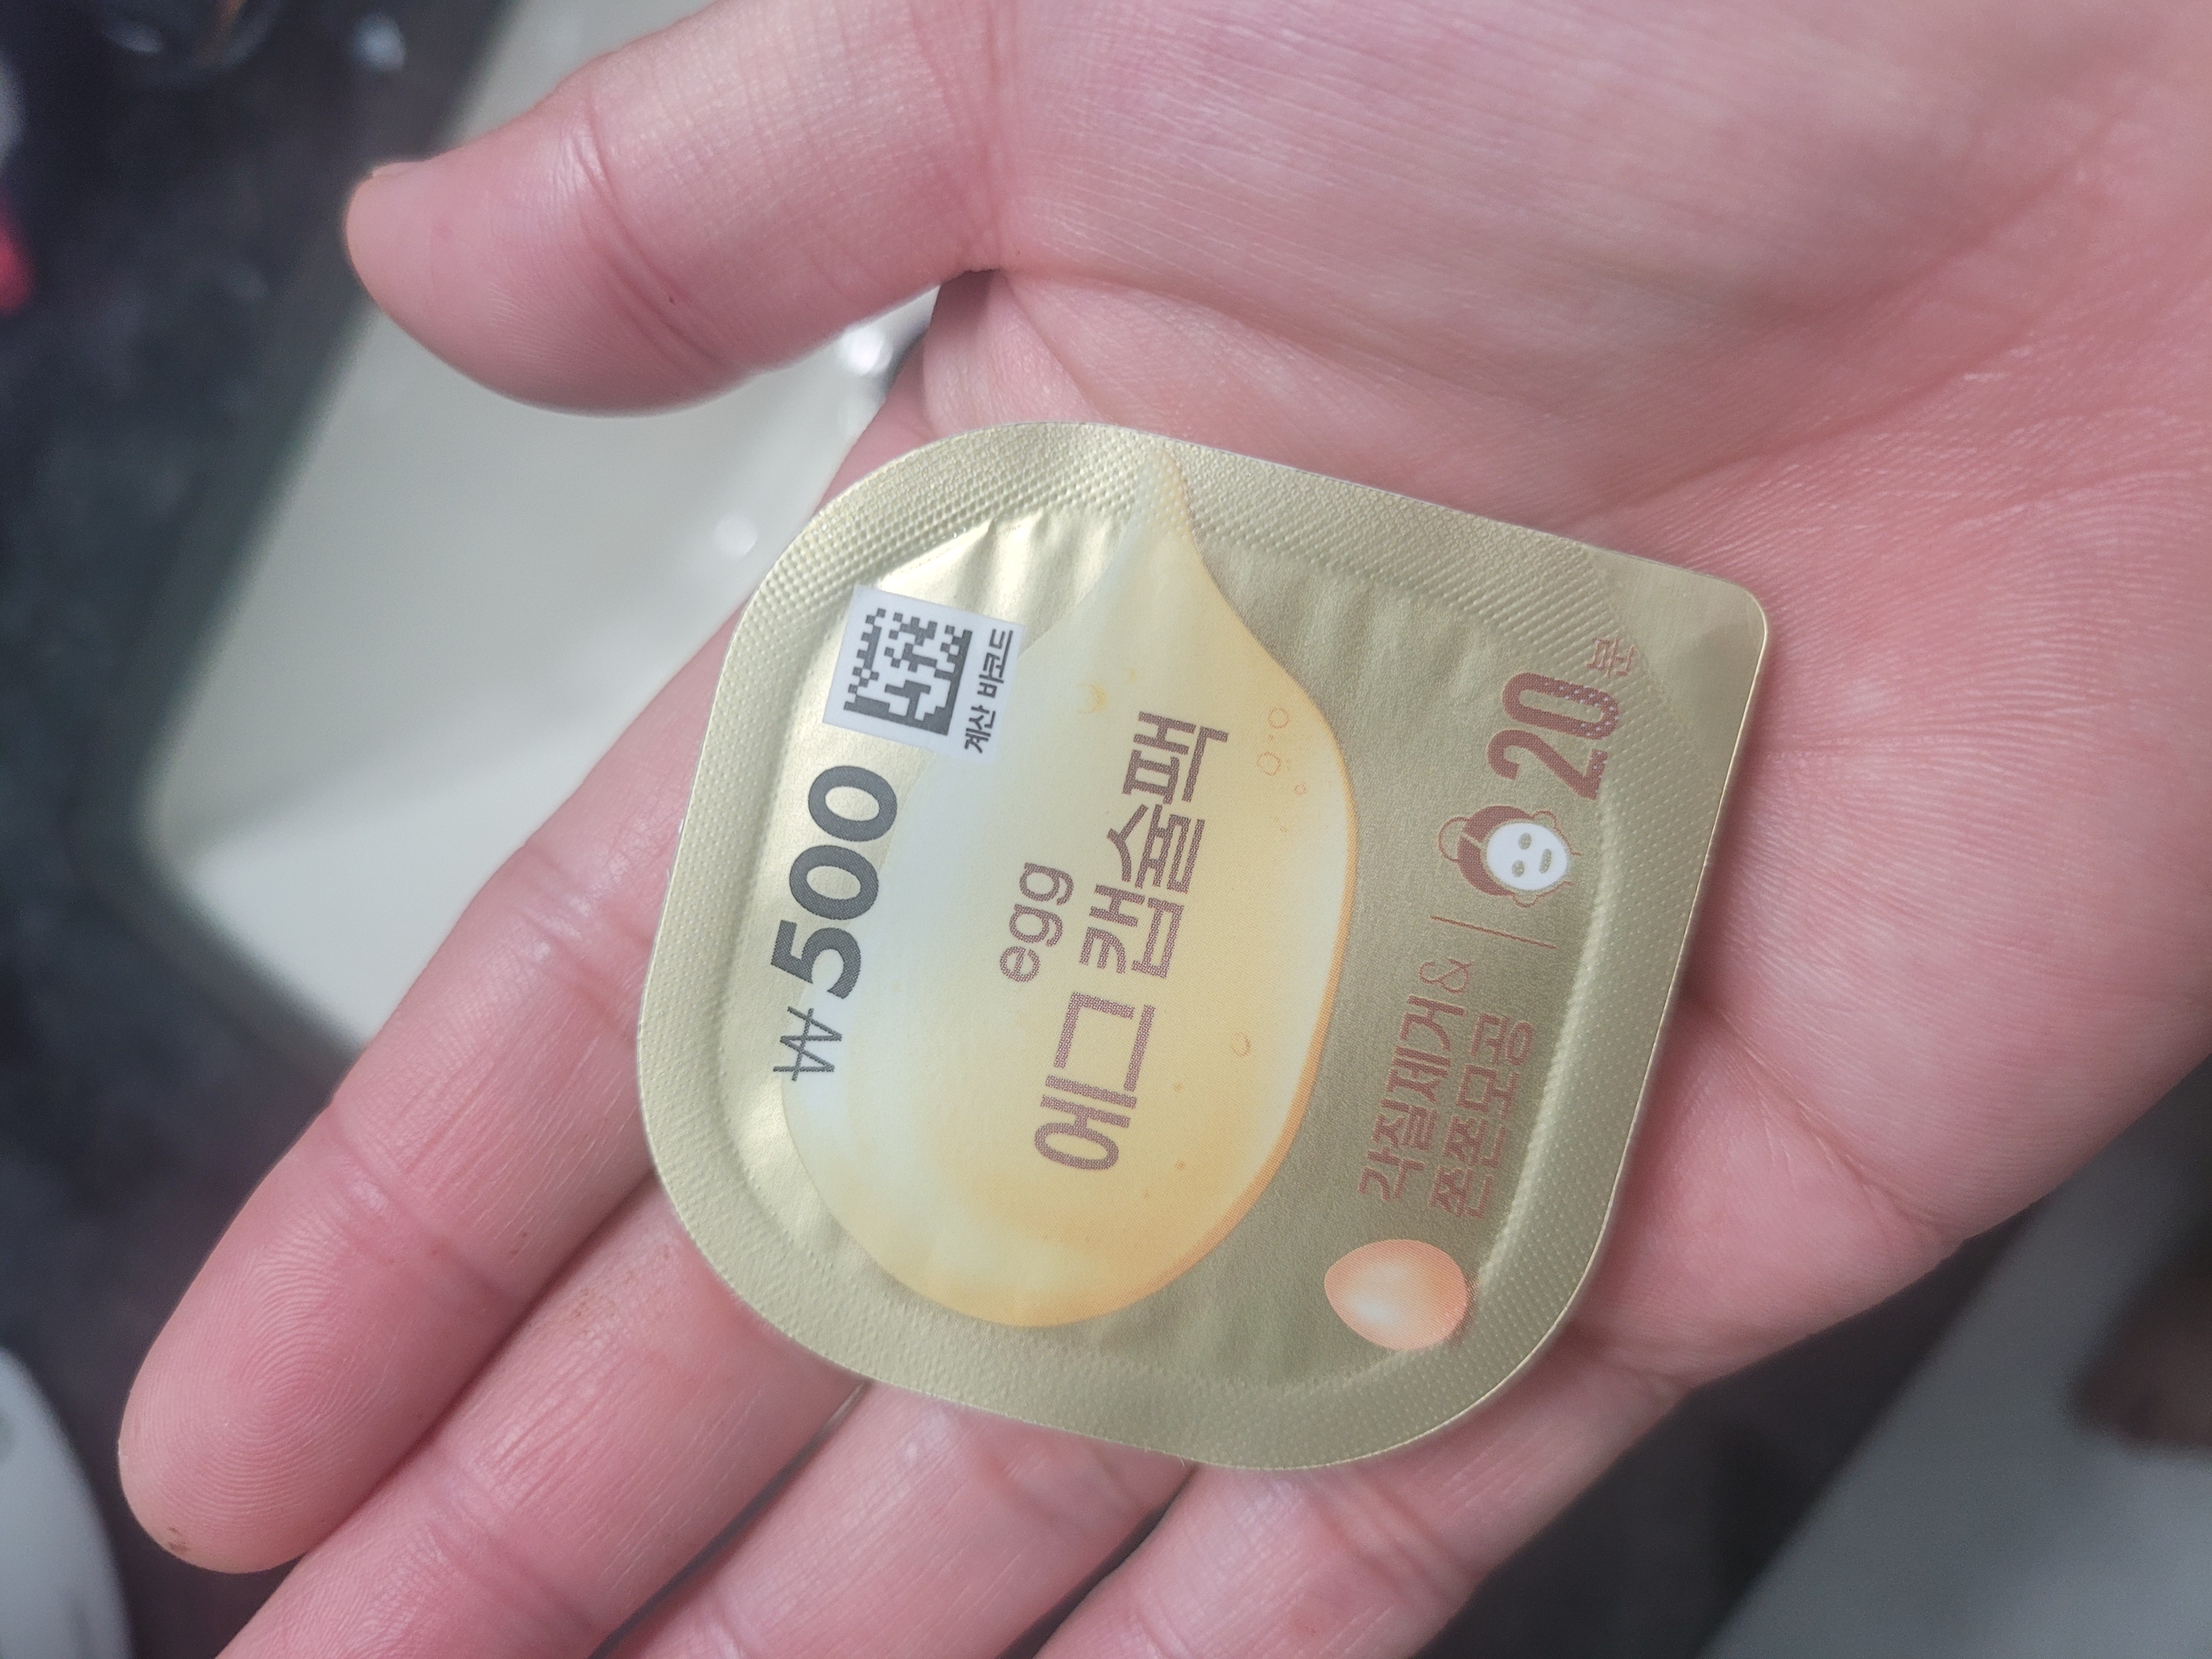 ₩500
계산 바코드
egg
에그 캡슐팩
각질제거&
쫀쫀모공
20분